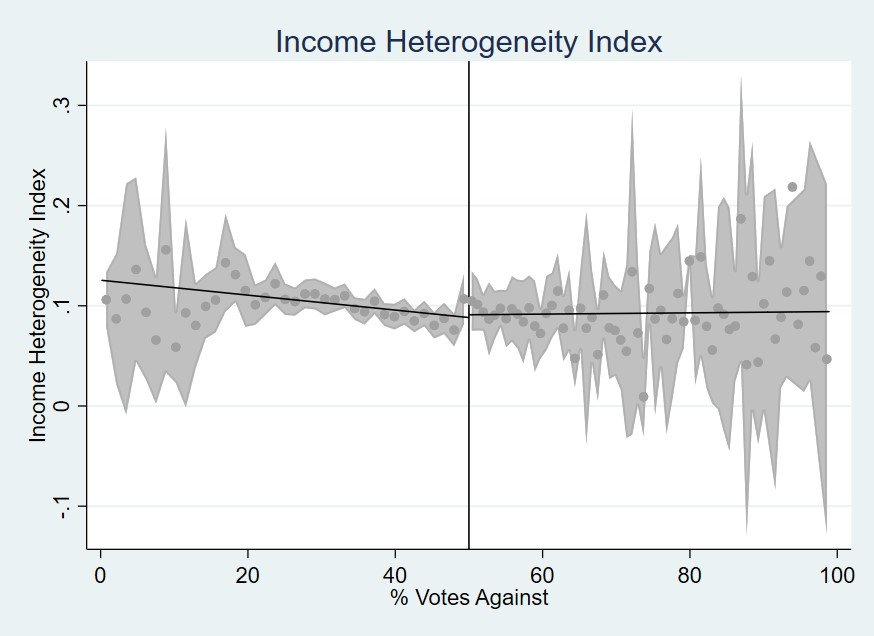 Income Heterogeneity Index
Income Heterogeneity Index
.3
.2
.1
0
-.1
0 20 40 60 80 100
% Votes Against